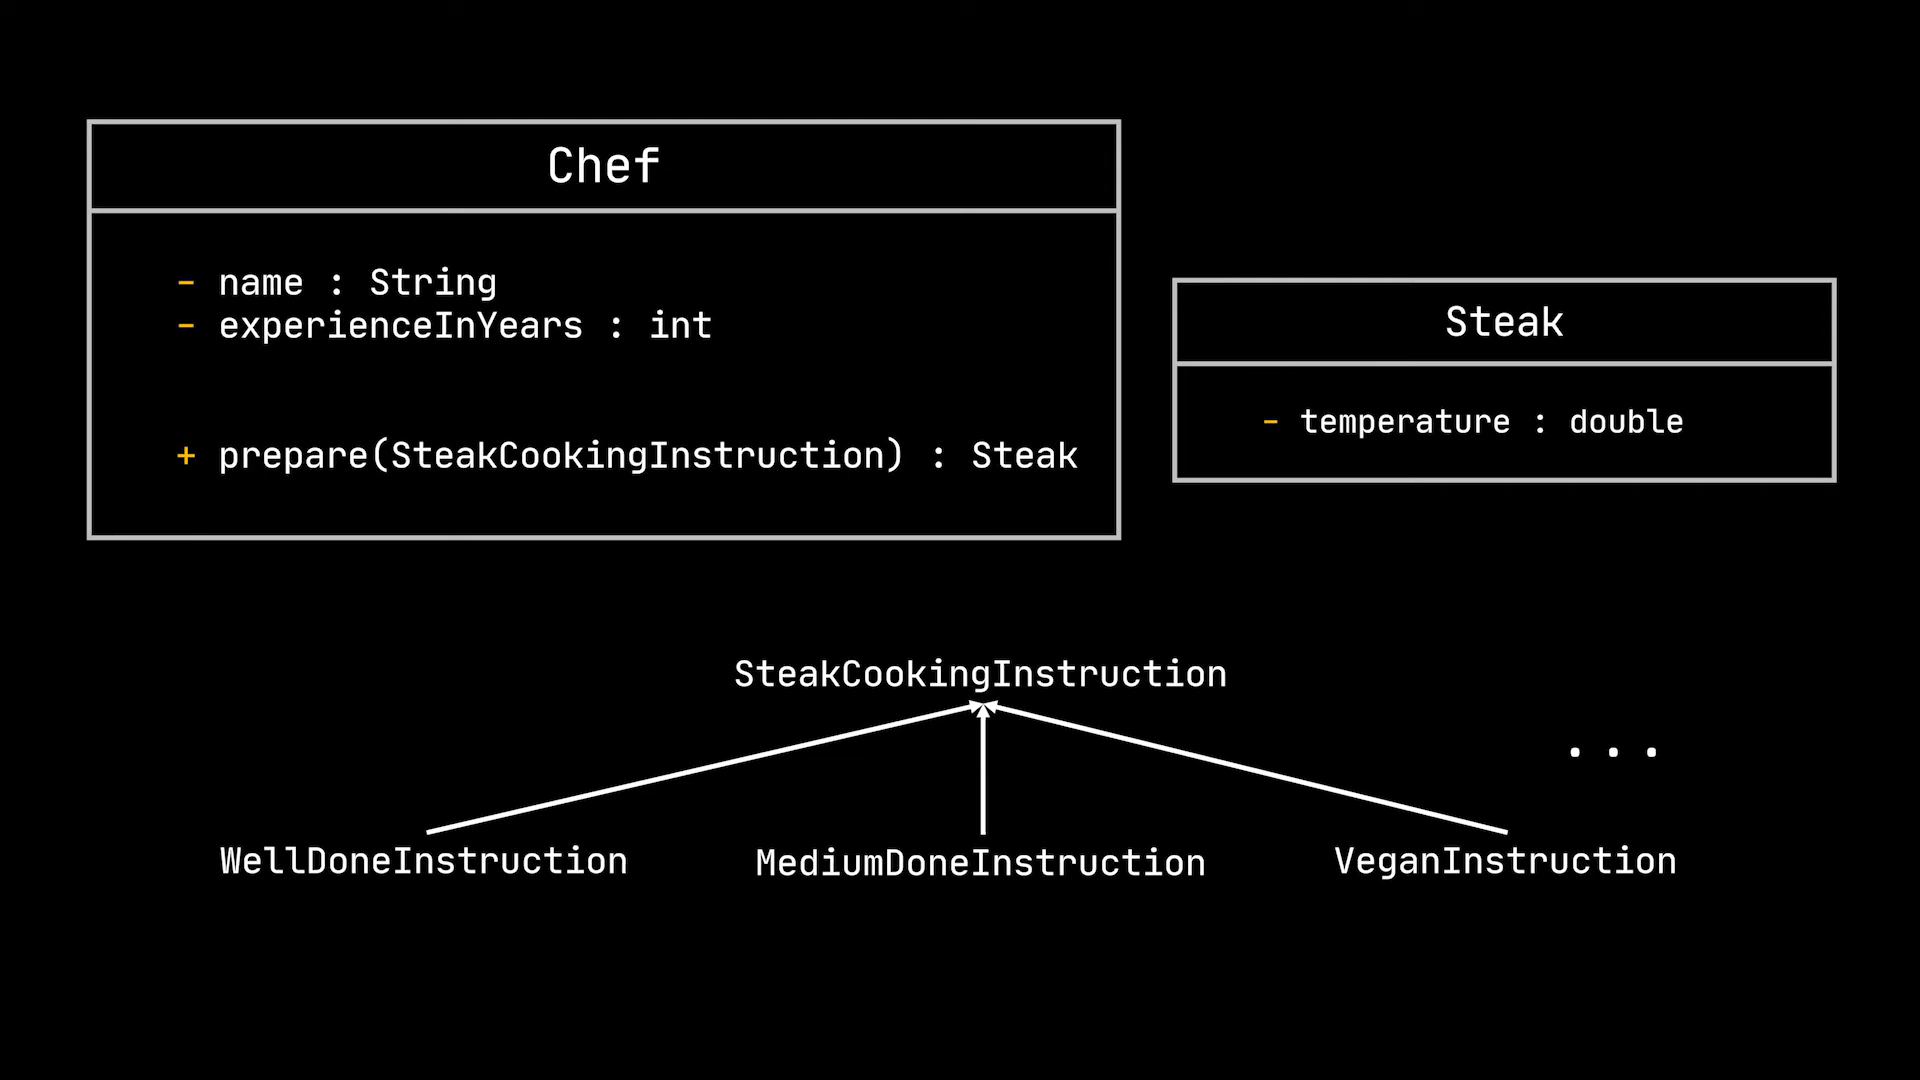 Chef
- name : String
- experienceInYears : int
+ prepare(SteakCookingInstruction) : Steak
Steak
- temperature : double
SteakCookingInstruction
...
WellDoneInstruction
MediumDoneInstruction
VeganInstruction